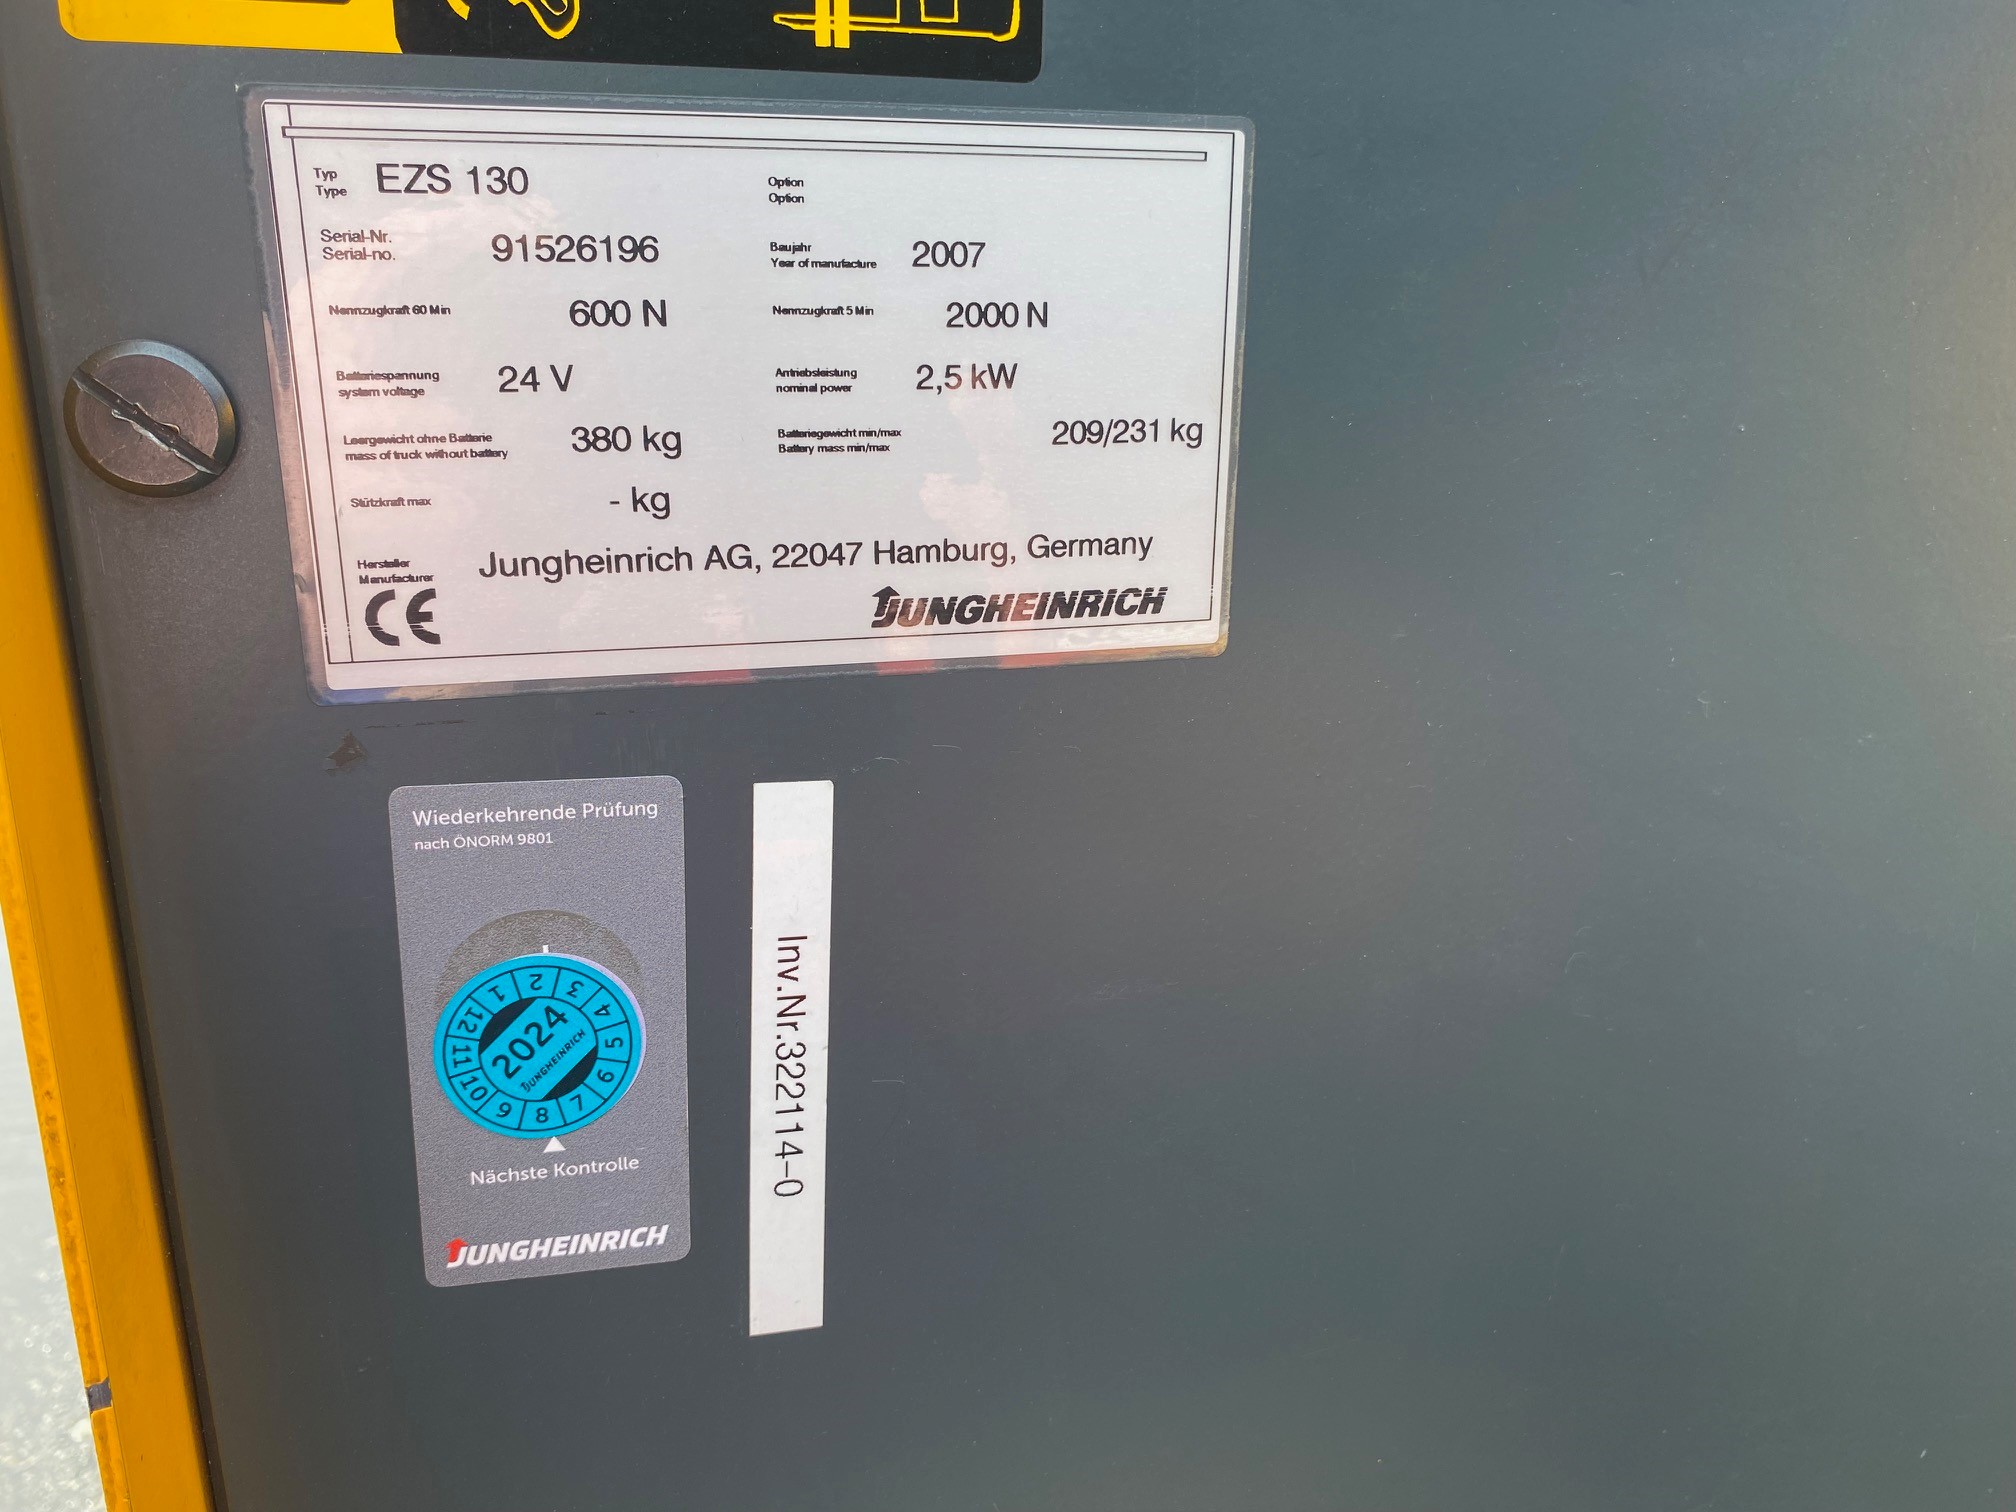 Typ
Type
EZS 130
Option
Option
Serial-Nr.
Serial-no.
91526196
Baujahr
Year of manufacture
2007
Nennzugkraft 60 Min
600 N
Nennzugkraft 5 Min
2000 N
Batteriespannung
system voltage
24 V
Antriebsleistung
nominal power
2,5 kW
Leergewicht ohne Batterie
mass of truck without battery
380 kg
Batteriegewicht min/max
Battery mass min/max
209/231 kg
Stützkraft max
- kg
Hersteller
Manufacturer
Jungheinrich AG, 22047 Hamburg, Germany
CE
JUNGHEINRICH
Wiederkehrende Prüfung
nach ÖNORM 9801
1 2 3 4 5 6 7 8 9 10 11 12
2024
JUNGHEINRICH
Nächste Kontrolle
JUNGHEINRICH
Inv.Nr.322114-0